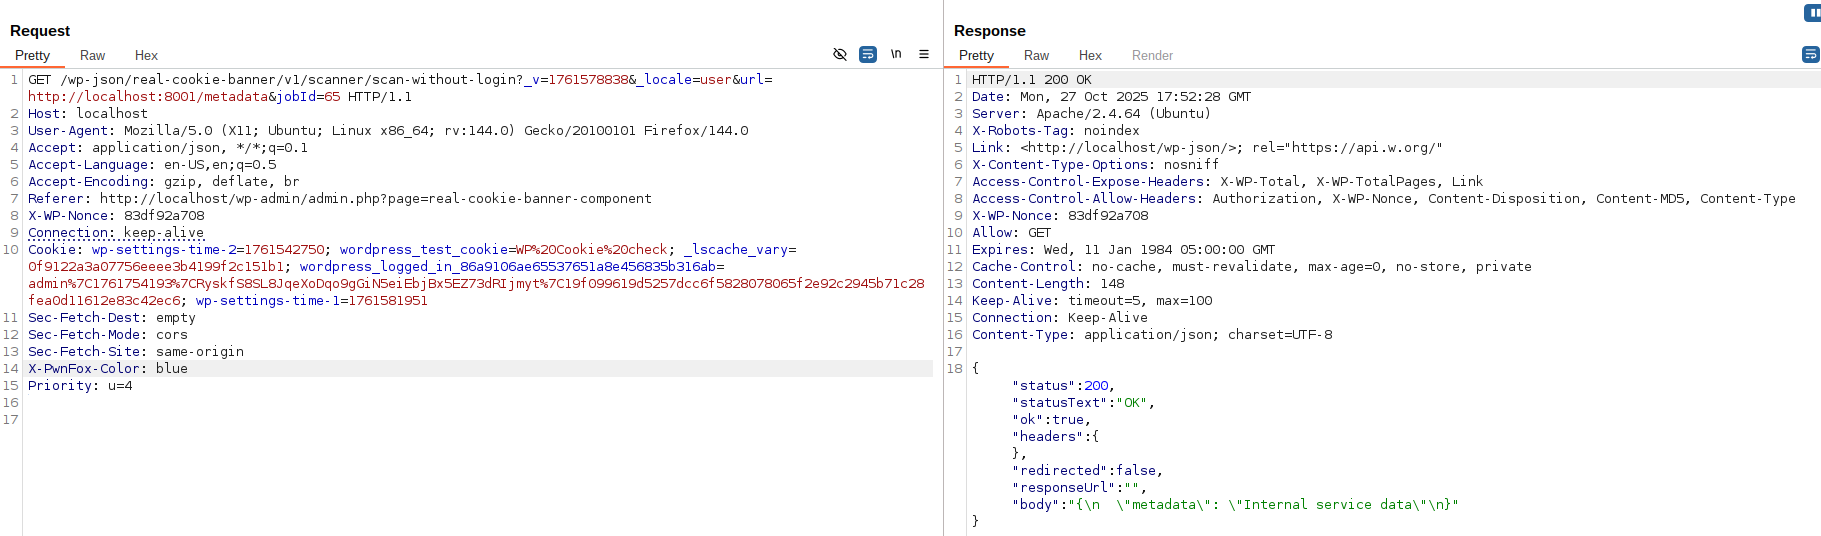 Request
Pretty Raw Hex \n
1 GET /wp-json/real-cookie-banner/v1/scanner/scan-without-login?_v=1761578838&_locale=user&url=
http://localhost:8001/metadata&jobId=65 HTTP/1.1
2 Host: localhost
3 User-Agent: Mozilla/5.0 (X11; Ubuntu; Linux x86_64; rv:144.0) Gecko/20100101 Firefox/144.0
4 Accept: application/json, */*;q=0.1
5 Accept-Language: en-US,en;q=0.5
6 Accept-Encoding: gzip, deflate, br
7 Referer: http://localhost/wp-admin/admin.php?page=real-cookie-banner-component
8 X-WP-Nonce: 83df92a708
9 Connection: keep-alive
10 Cookie: wp-settings-time-2=1761542750; wordpress_test_cookie=WP%20Cookie%20check; _lscache_vary=
0f9122a3a07756eeee3b4199f2c151b1; wordpress_logged_in_86a9106ae65537651a8e456835b316ab=
admin%7C1761754193%7CRyskfS8SL8JqeXoDqo9gGiN5eiEbjBx5EZ73dRIjmyt%7C19f099619d5257dcc6f5828078065f2e92c2945b71c28
fea0d11612e83c42ec6; wp-settings-time-1=1761581951
11 Sec-Fetch-Dest: empty
12 Sec-Fetch-Mode: cors
13 Sec-Fetch-Site: same-origin
14 X-PwnFox-Color: blue
15 Priority: u=4
16
17
Response
Pretty Raw Hex Render
1 HTTP/1.1 200 OK
2 Date: Mon, 27 Oct 2025 17:52:28 GMT
3 Server: Apache/2.4.64 (Ubuntu)
4 X-Robots-Tag: noindex
5 Link: <http://localhost/wp-json/>; rel="https://api.w.org/"
6 X-Content-Type-Options: nosniff
7 Access-Control-Expose-Headers: X-WP-Total, X-WP-TotalPages, Link
8 Access-Control-Allow-Headers: Authorization, X-WP-Nonce, Content-Disposition, Content-MD5, Content-Type
9 X-WP-Nonce: 83df92a708
10 Allow: GET
11 Expires: Wed, 11 Jan 1984 05:00:00 GMT
12 Cache-Control: no-cache, must-revalidate, max-age=0, no-store, private
13 Content-Length: 148
14 Keep-Alive: timeout=5, max=100
15 Connection: Keep-Alive
16 Content-Type: application/json; charset=UTF-8
17
18 {
"status":200,
"statusText":"OK",
"ok":true,
"headers":{
},
"redirected":false,
"responseUrl":"",
"body":"{\n  \"metadata\": \"Internal service data\"\n}"
}